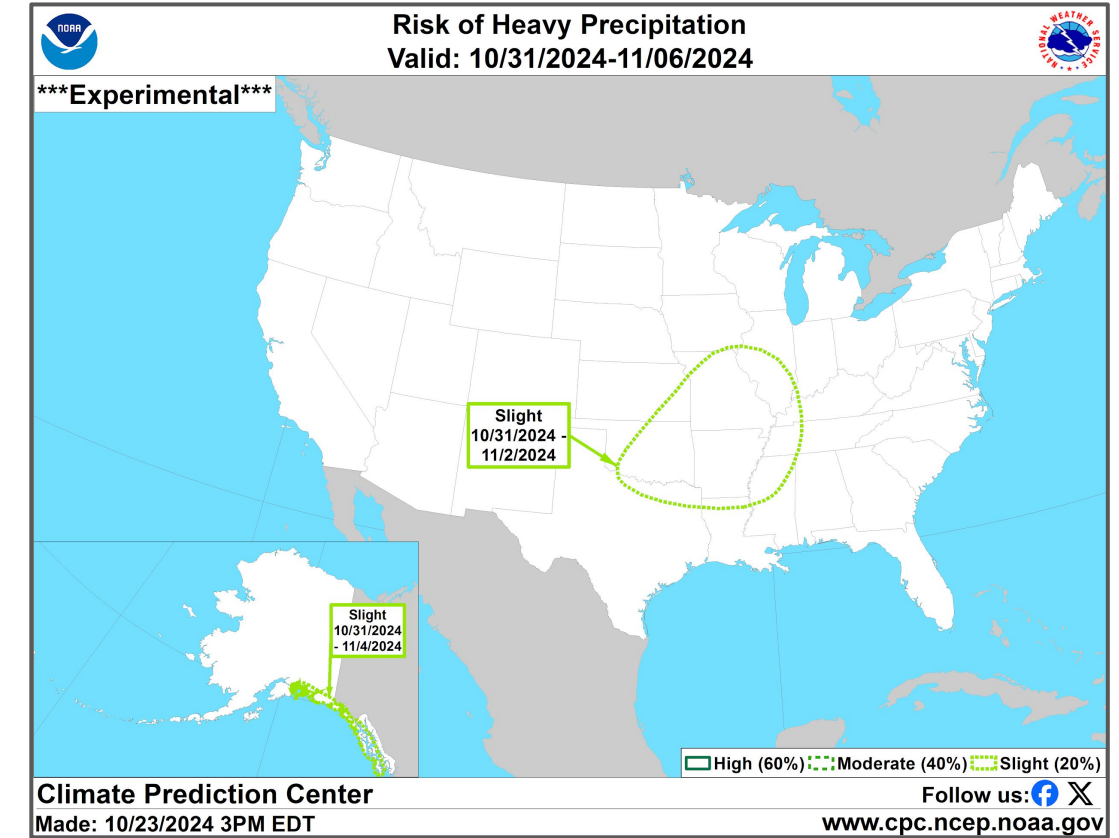 NOAA
Risk of Heavy Precipitation
Valid: 10/31/2024-11/06/2024
NATIONAL WEATHER SERVICE
***Experimental***
Slight
10/31/2024 -
11/2/2024
Slight
10/31/2024
- 11/4/2024
High (60%) Moderate (40%) Slight (20%)
Climate Prediction Center
Follow us:
Made: 10/23/2024 3PM EDT
www.cpc.ncep.noaa.gov